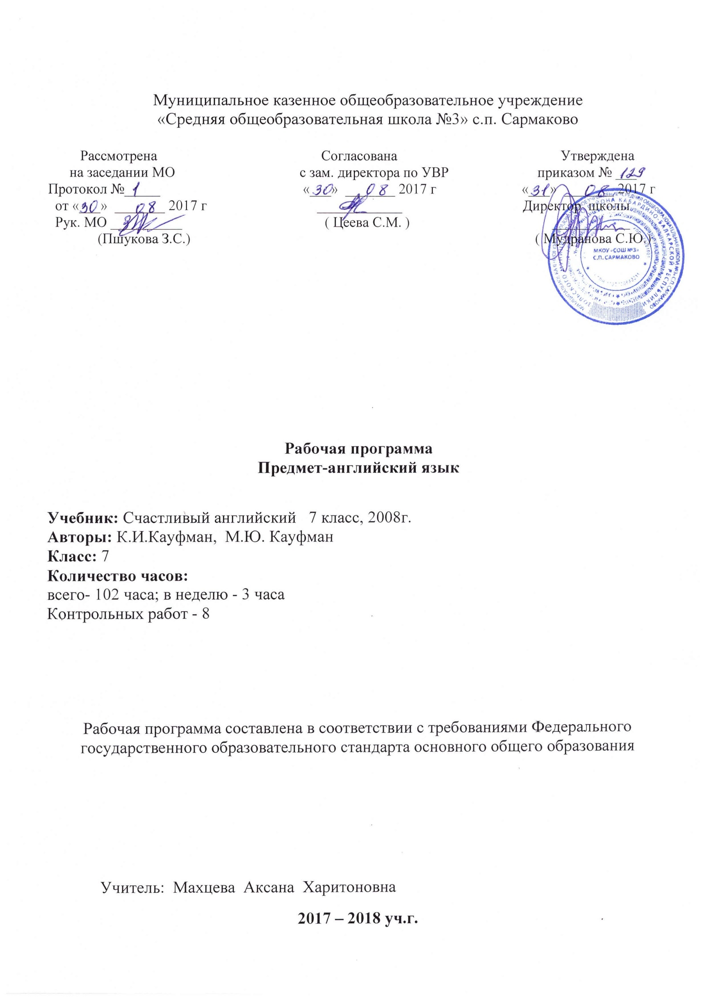 Муниципальное казенное общеобразовательное учреждение
«Средняя общеобразовательная школа №3» с.п. Сармаково
Рассмотрена
на заседании МО
Протокол № 1
от «30» 08 2017 г
Рук. МО
(Пшукова З.С.)
Согласована
с зам. директора по УВР
«30» 08 2017 г
( Цеева С.М. )
Утверждена
приказом № 129
«31» 08 2017 г
Директор школы
( Мудранова С.Ю.)
МКОУ «СОШ №3»
С.П. САРМАКОВО
Рабочая программа
Предмет-английский язык
Учебник: Счастливый английский 7 класс, 2008г.
Авторы: К.И.Кауфман, М.Ю. Кауфман
Класс: 7
Количество часов:
всего- 102 часа; в неделю - 3 часа
Контрольных работ - 8
Рабочая программа составлена в соответствии с требованиями Федерального
государственного образовательного стандарта основного общего образования
Учитель: Махцева Аксана Харитоновна
2017 – 2018 уч.г.